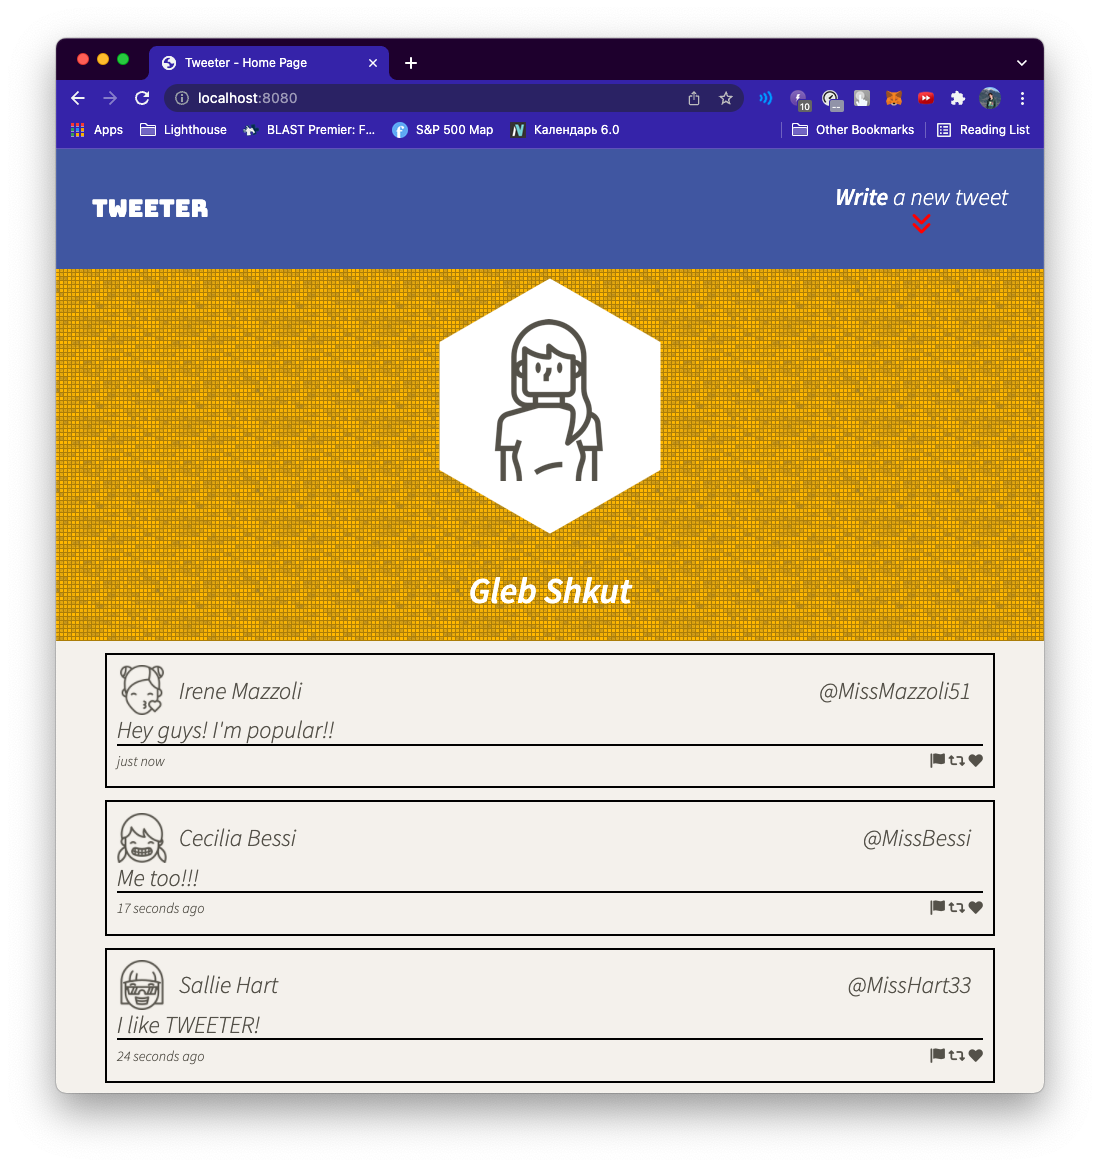 Tweeter - Home Page
localhost:8080
10
Apps Lighthouse BLAST Premier: F... S&P 500 Map N Календарь 6.0 Other Bookmarks Reading List
TWEETER
Write a new tweet
Gleb Shkut
Irene Mazzoli @MissMazzoli51
Hey guys! I'm popular!!
just now
Cecilia Bessi @MissBessi
Me too!!!
17 seconds ago
Sallie Hart @MissHart33
I like TWEETER!
24 seconds ago